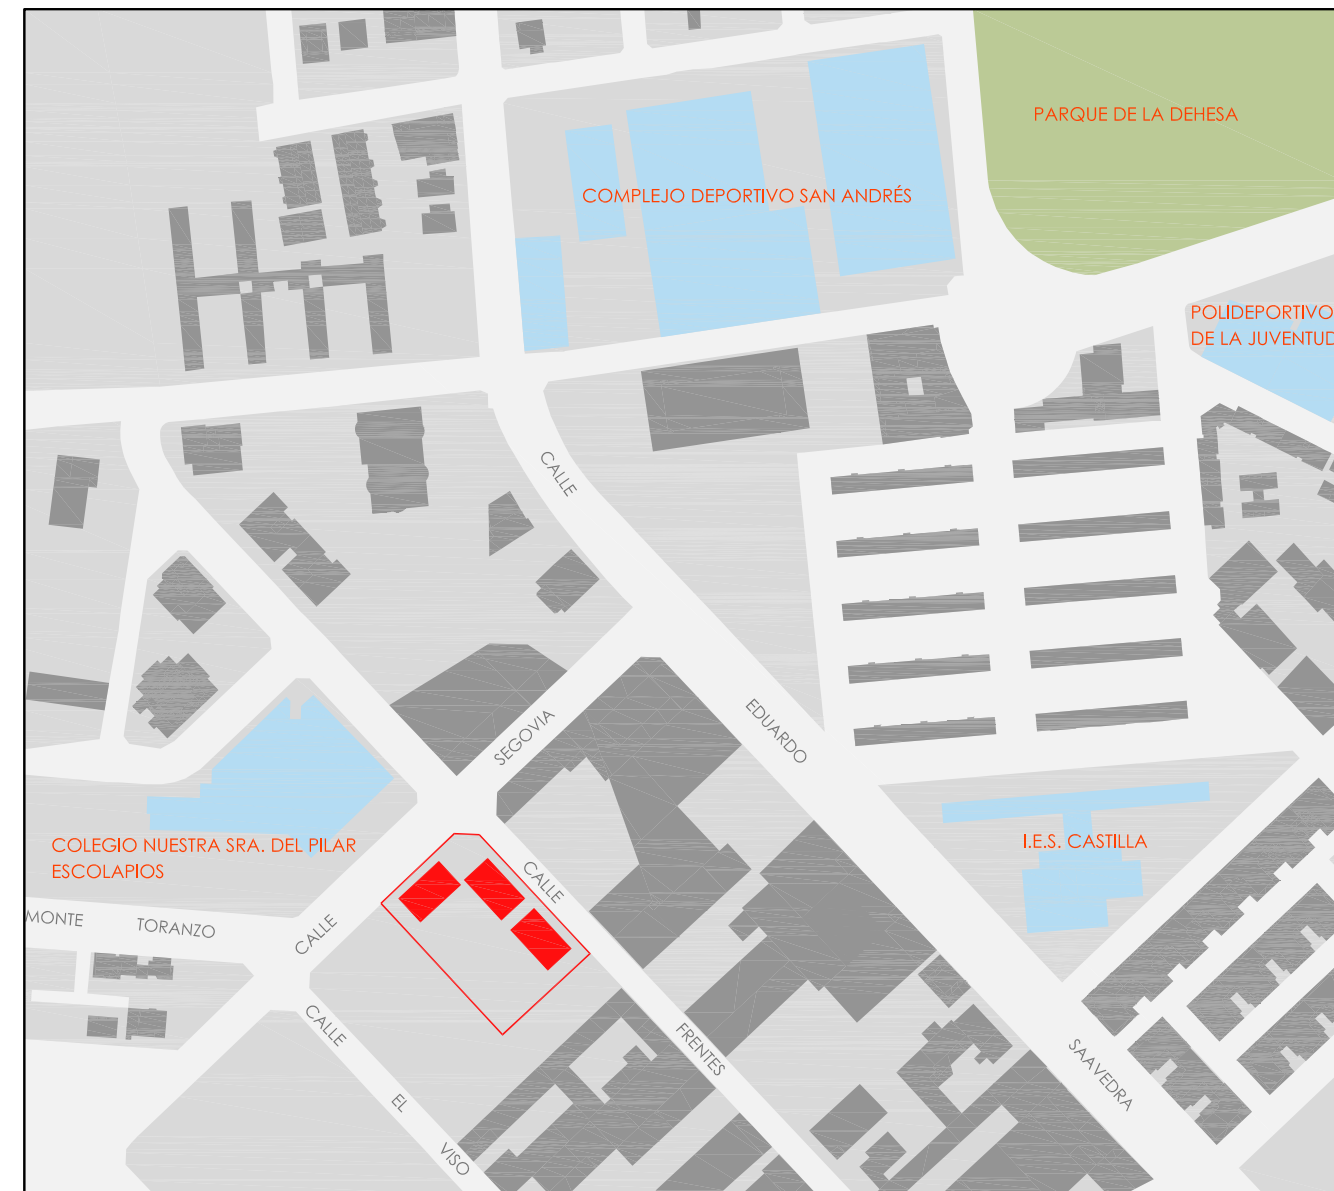 PARQUE DE LA DEHESA
COMPLEJO DEPORTIVO SAN ANDRÉS
POLIDEPORTIVO
DE LA JUVENTUD
CALLE
EDUARDO
SAAVEDRA
SEGOVIA
CALLE
I.E.S. CASTILLA
COLEGIO NUESTRA SRA. DEL PILAR
ESCOLAPIOS
CALLE
FRENTES
MONTE TORANZO
CALLE
EL
VISO